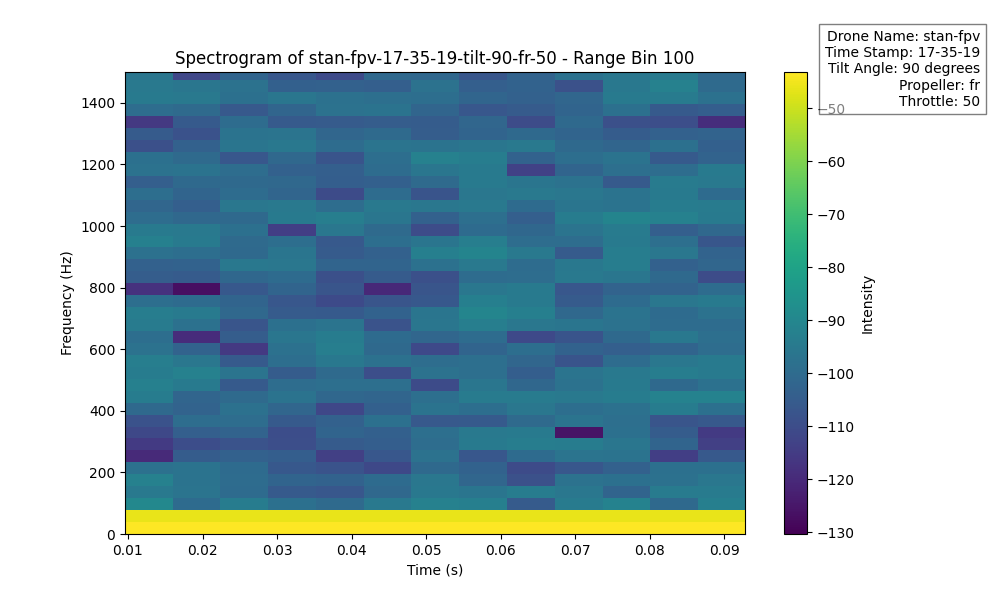 Spectrogram of stan-fpv-17-35-19-tilt-90-fr-50 - Range Bin 100
Drone Name: stan-fpv
Time Stamp: 17-35-19
Tilt Angle: 90 degrees
Propeller: fr
Throttle: 50
Frequency (Hz)
1400
1200
1000
800
600
400
200
0
0.01 0.02 0.03 0.04 0.05 0.06 0.07 0.08 0.09
Time (s)
−50
−60
−70
−80
−90
−100
−110
−120
−130
Intensity